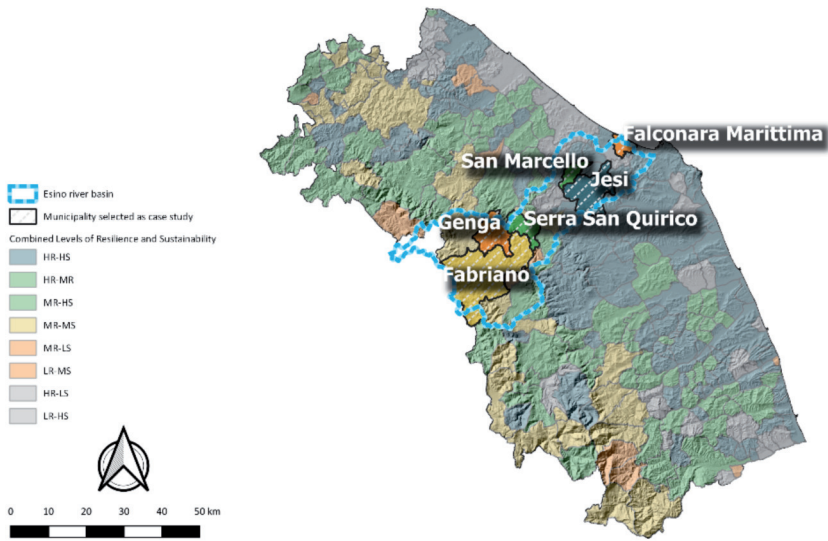 Falconara Marittima
San Marcello
Jesi
Genga
Serra San Quirico
Fabriano
Esino river basin
Municipality selected as case study
Combined Levels of Resilience and Sustainability
HR-HS
HR-MR
MR-HS
MR-MS
MR-LS
LR-MS
HR-LS
LR-HS
0 10 20 30 40 50 km